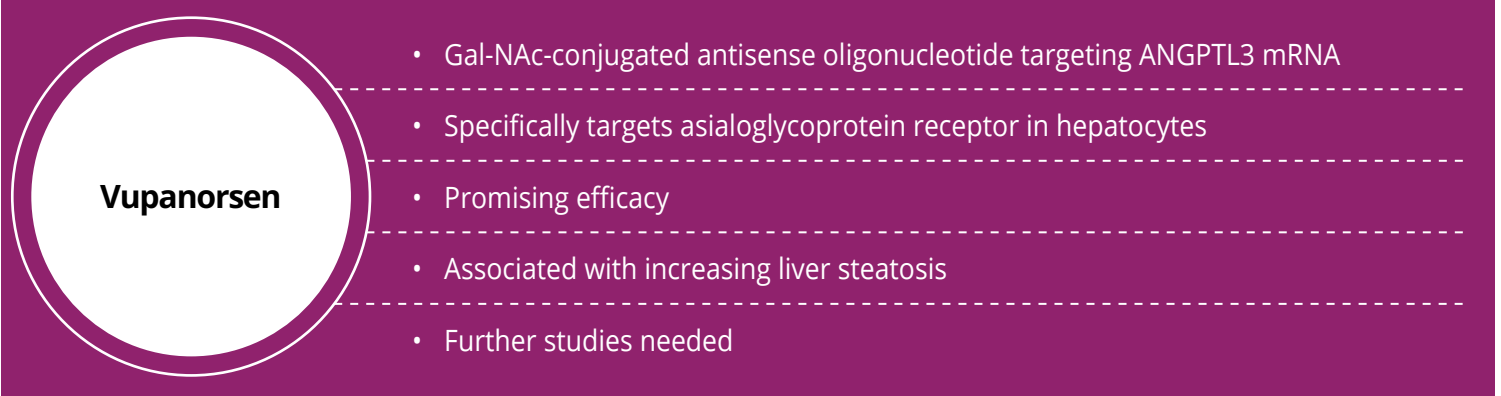 Vupanorsen
• Gal-NAc-conjugated antisense oligonucleotide targeting ANGPTL3 mRNA
• Specifically targets asialoglycoprotein receptor in hepatocytes
• Promising efficacy
• Associated with increasing liver steatosis
• Further studies needed